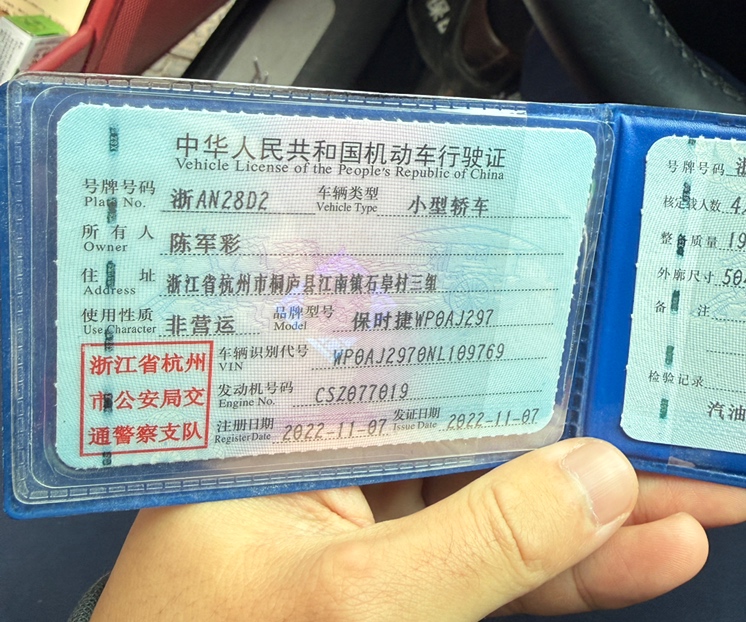 中华人民共和国机动车行驶证
Vehicle License of the People's Republic of China
号牌号码 浙AN28D2 车辆类型 小型轿车
Plate No. Vehicle Type
所有人 陈军彩
Owner
住址 浙江省杭州市桐庐县江南镇石阜村三组
Address
使用性质 非营运 品牌型号 保时捷WP0AJ297
Use Character Model
浙江省杭州
市公安局交
通警察支队
车辆识别代号 WP0AJ2970NL109769
VIN
发动机号码 CSZ077019
Engine No.
注册日期 2022-11-07 发证日期 2022-11-07
Register Date Issue Date
号牌号码
核定载人数
整备质量 19
外廓尺寸 50
备注
检验记录
汽油